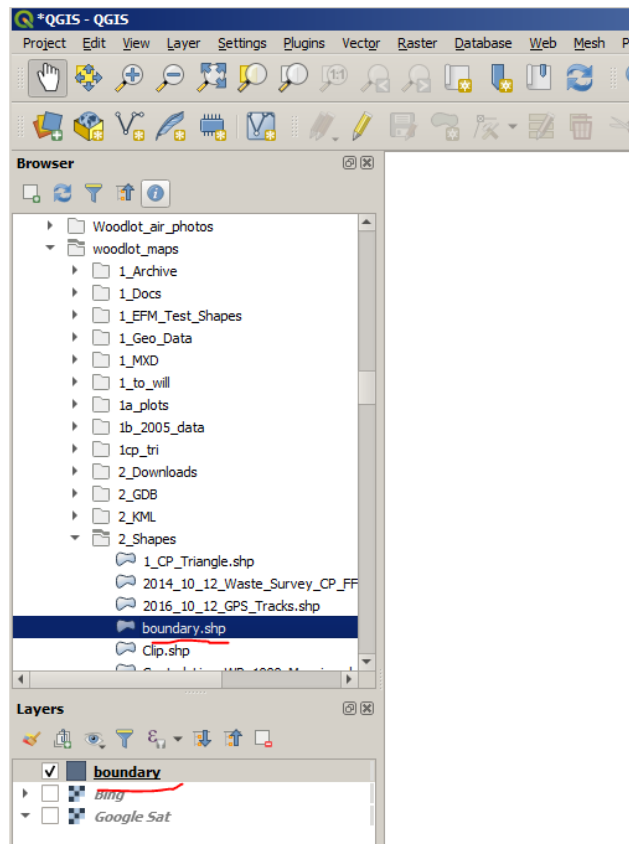 *QGIS - QGIS
Project Edit View Layer Settings Plugins Vector Raster Database Web Mesh P
1:1
Browser
Woodlot_air_photos
woodlot_maps
1_Archive
1_Docs
1_EFM_Test_Shapes
1_Geo_Data
1_MXD
1_to_will
1a_plots
1b_2005_data
1cp_tri
2_Downloads
2_GDB
2_KML
2_Shapes
1_CP_Triangle.shp
2014_10_12_Waste_Survey_CP_FF
2016_10_12_GPS_Tracks.shp
boundary.shp
Clip.shp
Layers
boundary
Bing
Google Sat